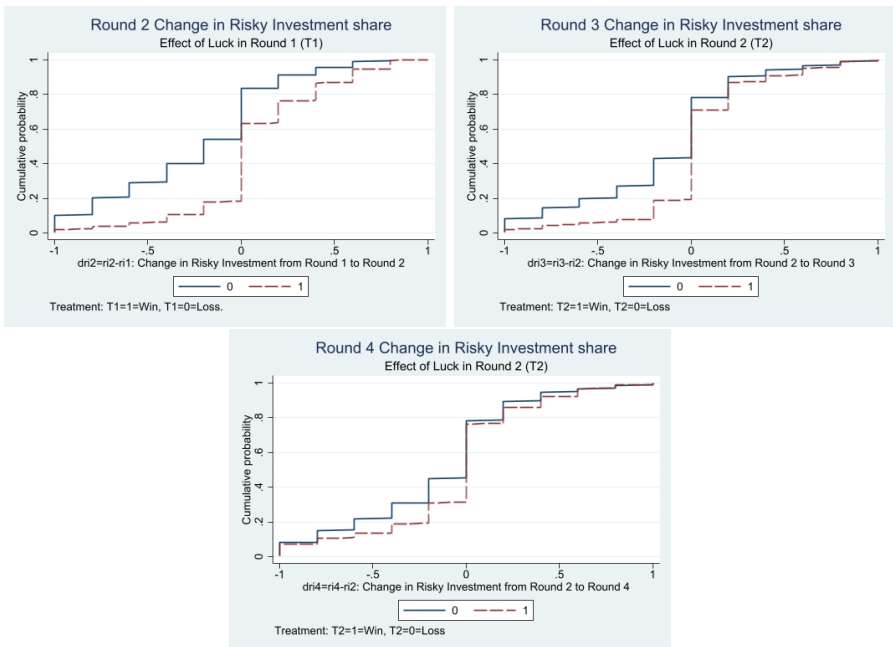 Round 2 Change in Risky Investment share
Effect of Luck in Round 1 (T1)
Cumulative probability
1
.8
.6
.4
.2
0
-1 -.5 0 .5 1
dri2=ri2-ri1: Change in Risky Investment from Round 1 to Round 2
0 1
Treatment: T1=1=Win, T1=0=Loss.
Round 3 Change in Risky Investment share
Effect of Luck in Round 2 (T2)
Cumulative probability
1
.8
.6
.4
.2
0
-1 -.5 0 .5 1
dri3=ri3-ri2: Change in Risky Investment from Round 2 to Round 3
0 1
Treatment: T2=1=Win, T2=0=Loss
Round 4 Change in Risky Investment share
Effect of Luck in Round 2 (T2)
Cumulative probability
1
.8
.6
.4
.2
0
-1 -.5 0 .5 1
dri4=ri4-ri2: Change in Risky Investment from Round 2 to Round 4
0 1
Treatment: T2=1=Win, T2=0=Loss